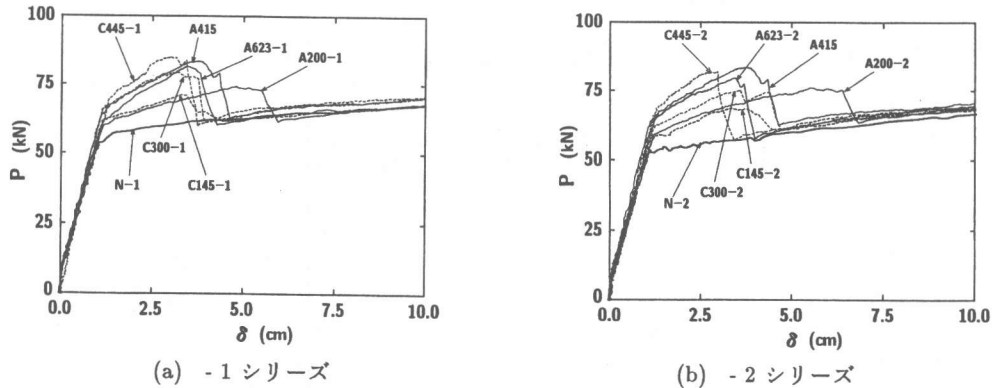 100
75
50
25
0
P (kN)
C445-1
A415
A623-1
A200-1
C300-1
N-1
C145-1
0.0 2.5 5.0 7.5 10.0
δ (cm)
(a) -1 シリーズ
100
75
50
25
0
P (kN)
C445-2
A623-2
A415
A200-2
C145-2
C300-2
N-2
0.0 2.5 5.0 7.5 10.0
δ (cm)
(b) -2 シリーズ